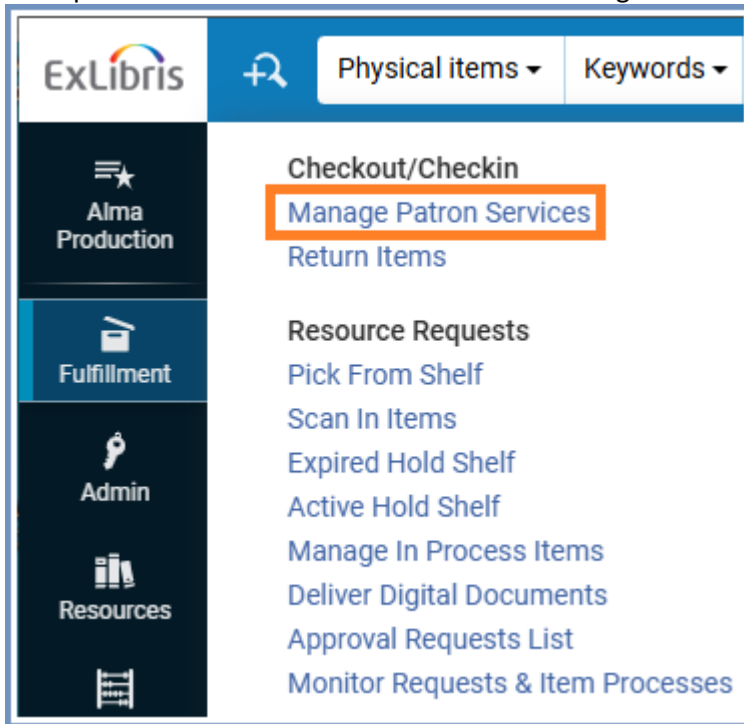 ExLibris
Physical items
Keywords
Alma
Production
Fulfillment
Admin
Resources
Checkout/Checkin
Manage Patron Services
Return Items
Resource Requests
Pick From Shelf
Scan In Items
Expired Hold Shelf
Active Hold Shelf
Manage In Process Items
Deliver Digital Documents
Approval Requests List
Monitor Requests & Item Processes